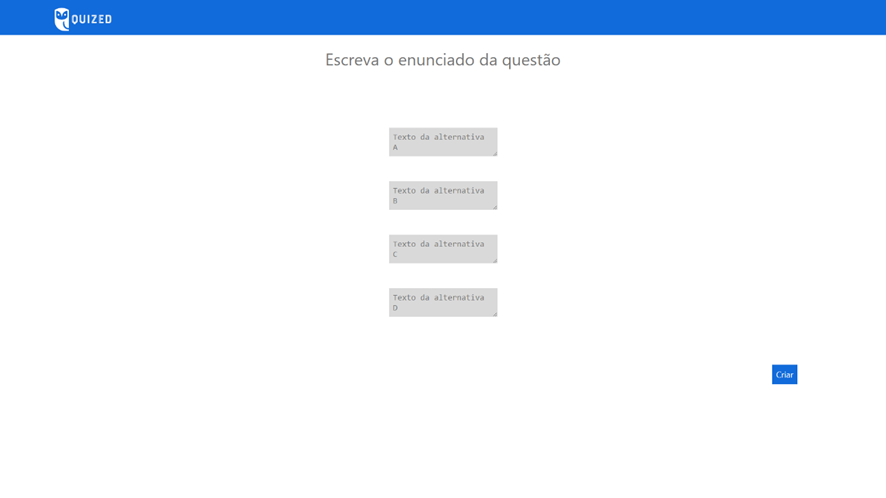 QUIZED
Escreva o enunciado da questão
Texto da alternativa
A
Texto da alternativa
B
Texto da alternativa
C
Texto da alternativa
D
Criar